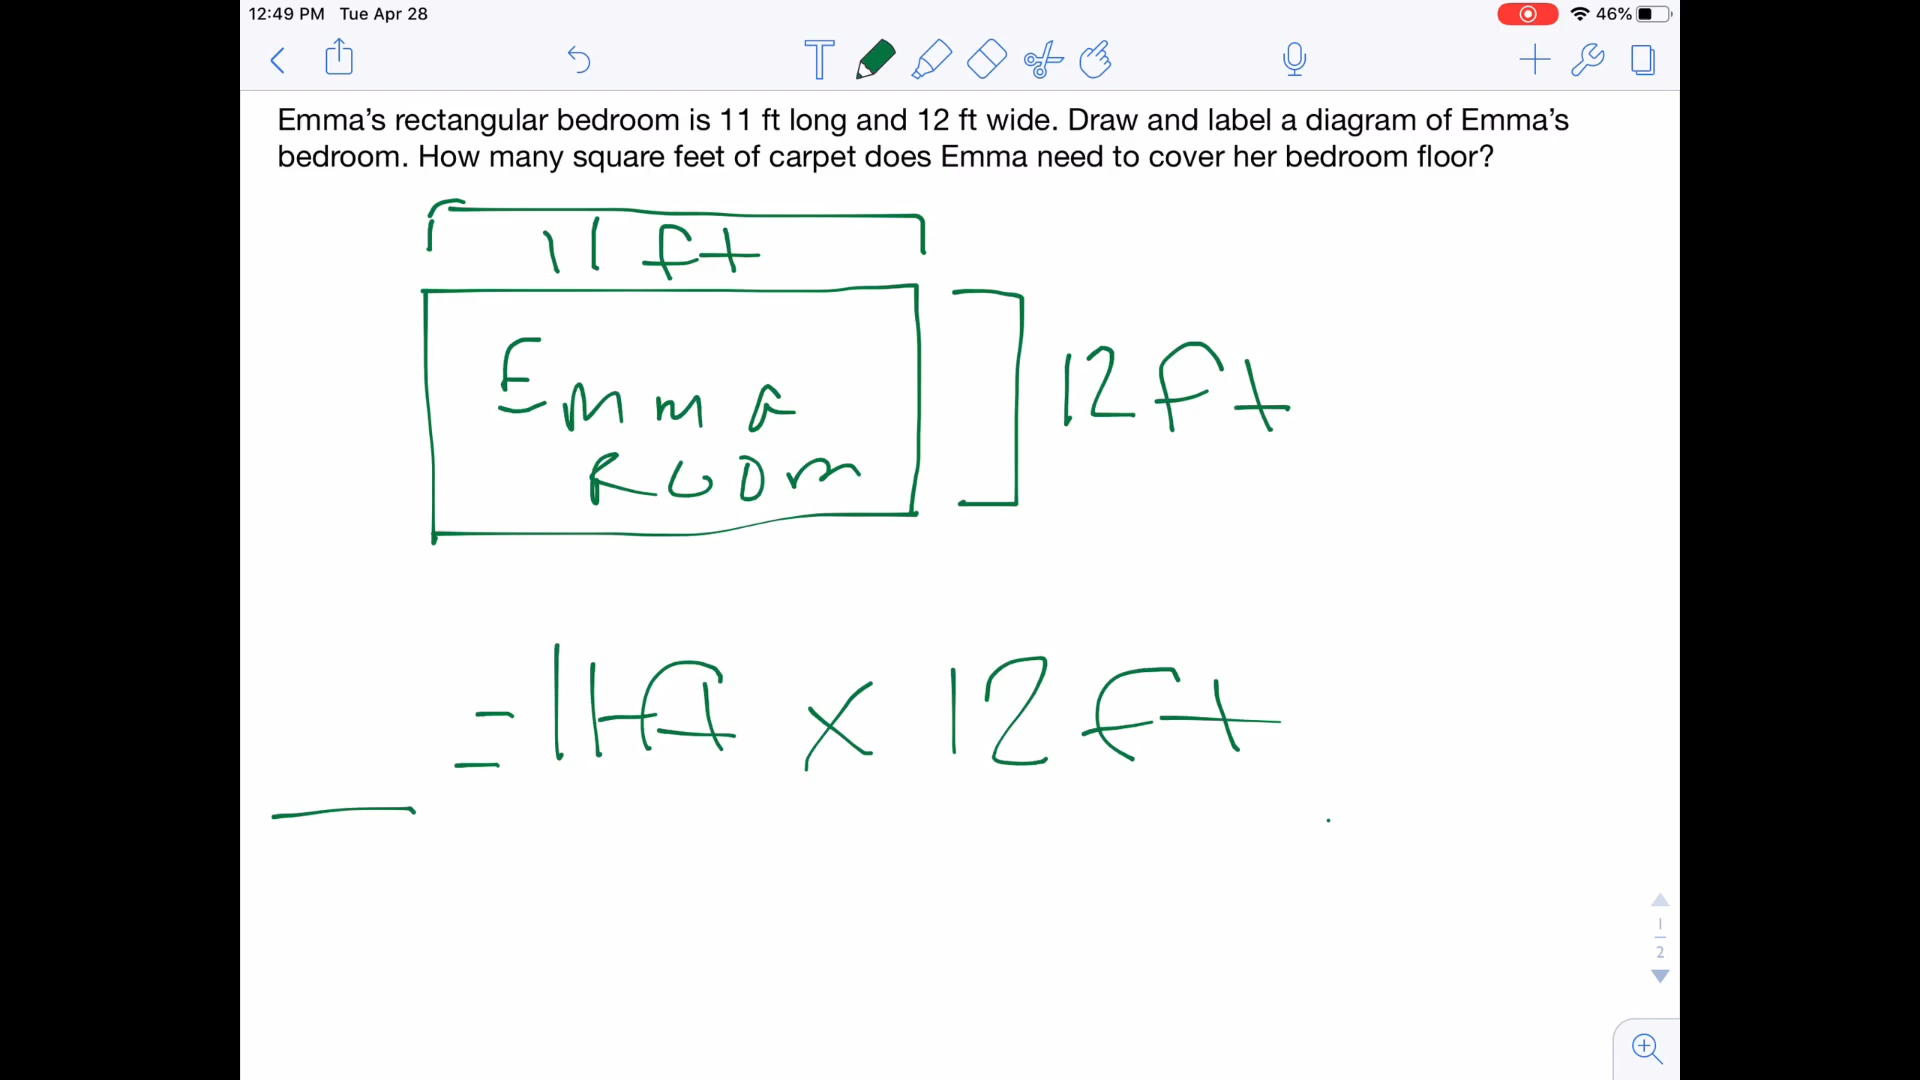 12:49 PM Tue Apr 28
46%
T
Emma’s rectangular bedroom is 11 ft long and 12 ft wide. Draw and label a diagram of Emma’s
bedroom. How many square feet of carpet does Emma need to cover her bedroom floor?
11 ft
Emma
Room
12 ft
= 11 ft x 12 ft
1
2